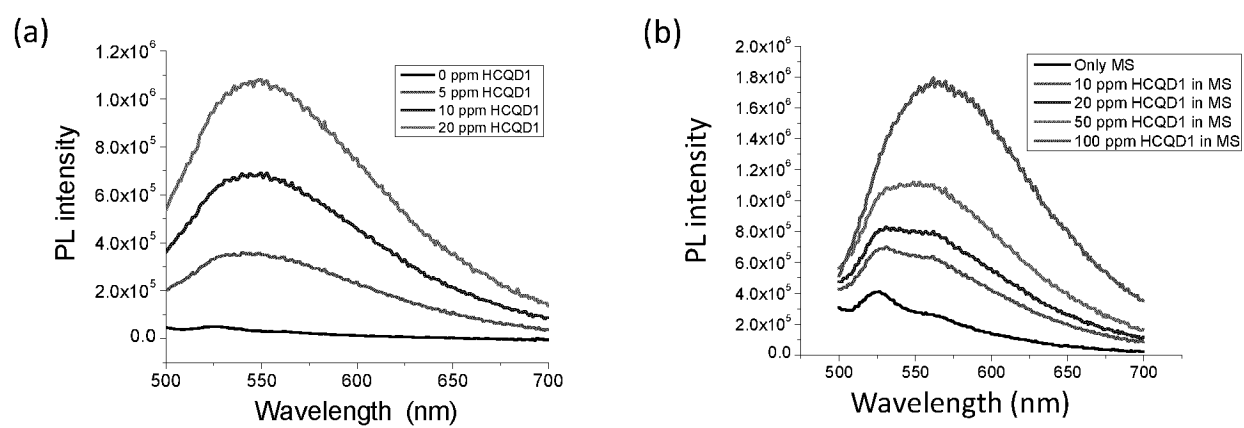 (a)
1.2x10⁶
1.0x10⁶
8.0x10⁵
6.0x10⁵
4.0x10⁵
2.0x10⁵
0.0
PL intensity
0 ppm HCQD1
5 ppm HCQD1
10 ppm HCQD1
20 ppm HCQD1
500 550 600 650 700
Wavelength (nm)
(b)
2.0x10⁶
1.8x10⁶
1.6x10⁶
1.4x10⁶
1.2x10⁶
1.0x10⁶
8.0x10⁵
6.0x10⁵
4.0x10⁵
2.0x10⁵
0.0
PL intensity
Only MS
10 ppm HCQD1 in MS
20 ppm HCQD1 in MS
50 ppm HCQD1 in MS
100 ppm HCQD1 in MS
500 550 600 650 700
Wavelength (nm)